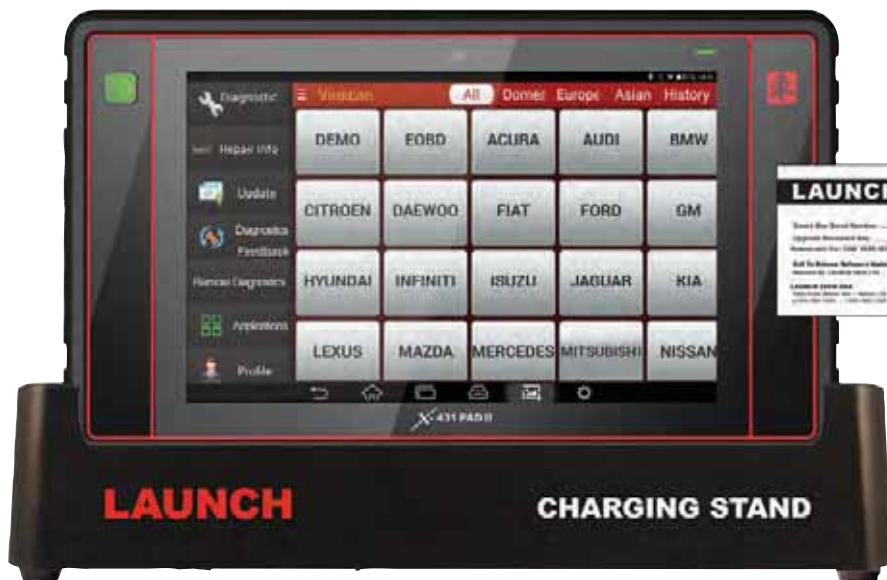 Diagnostic
Repair Info
Update
Diagnostics
Feedback
Remote Diagnostics
Applications
Profile
All Domes Europe Asian History
DEMO EOBD ACURA AUDI BMW
CITROEN DAEWOO FIAT FORD GM
HYUNDAI INFINITI ISUZU JAGUAR KIA
LEXUS MAZDA MERCEDES MITSUBISHI NISSAN
X-431 PAD II
LAUNCH
CHARGING STAND
LAUNCH